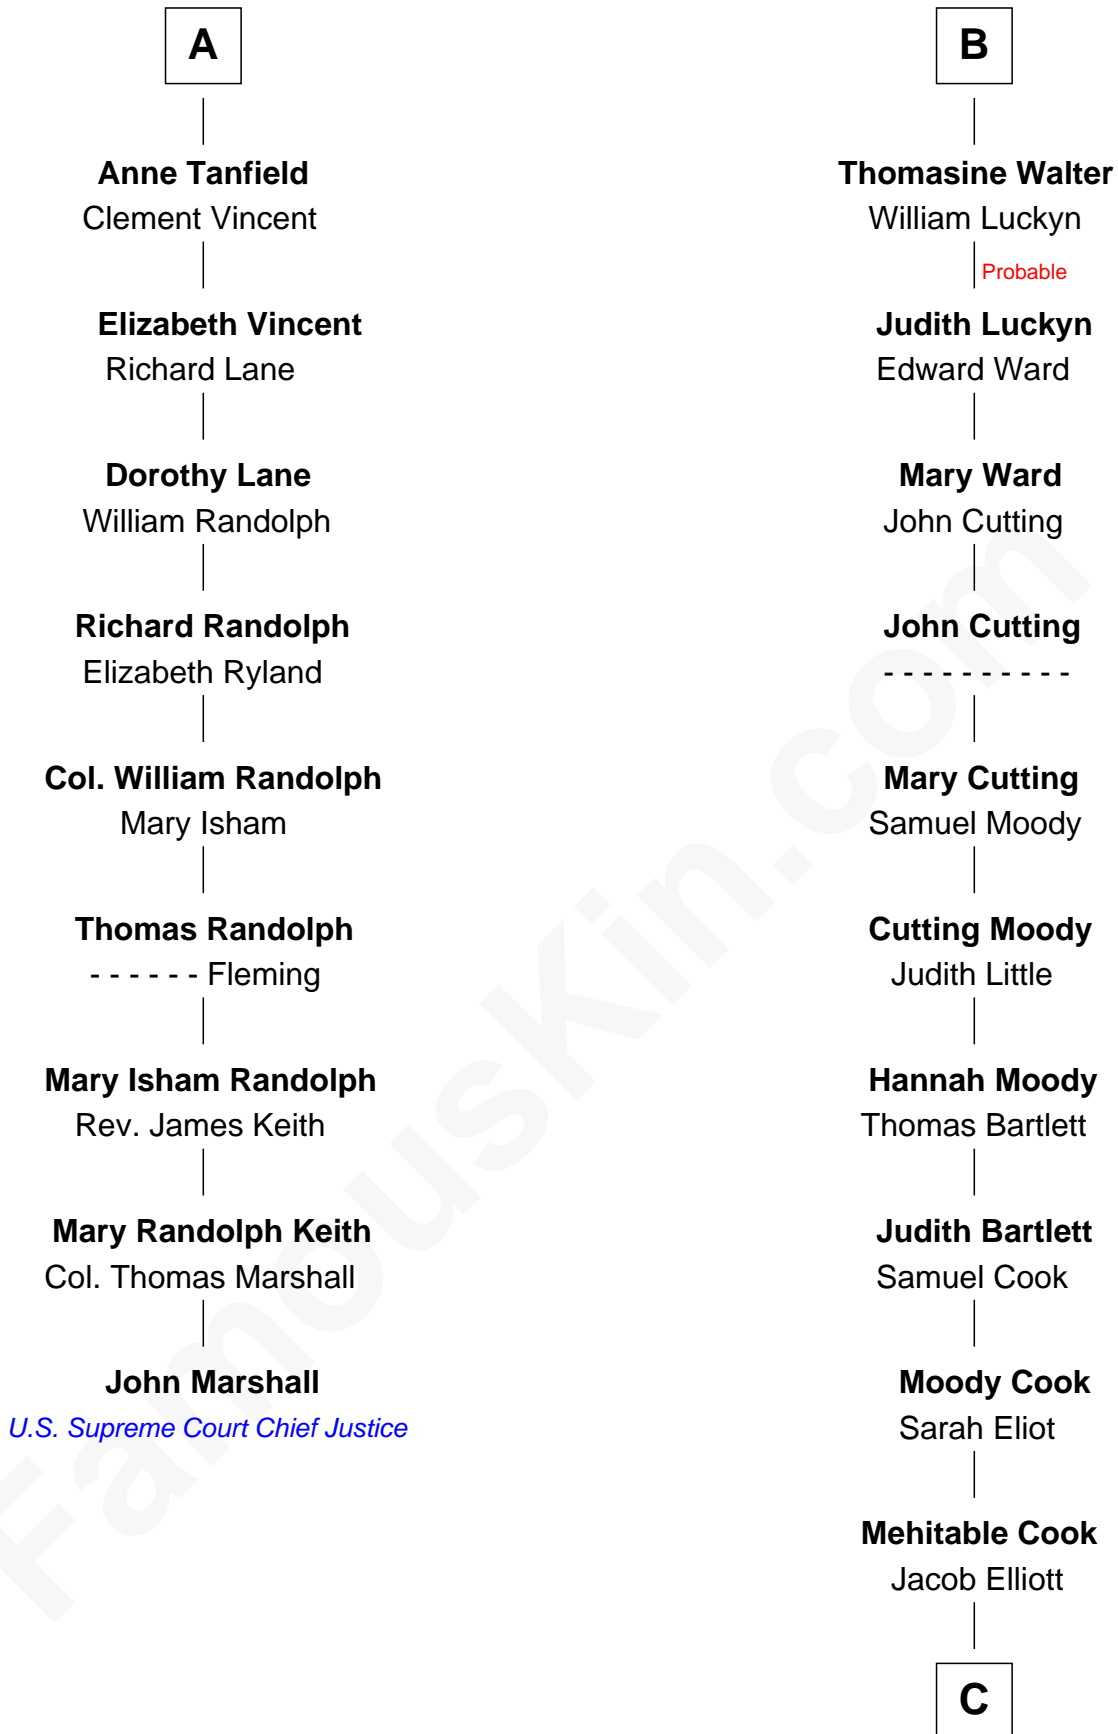 A
Anne Tanfield
Clement Vincent
Elizabeth Vincent
Richard Lane
Dorothy Lane
William Randolph
Richard Randolph
Elizabeth Ryland
Col. William Randolph
Mary Isham
Thomas Randolph
- - - - - - Fleming
Mary Isham Randolph
Rev. James Keith
Mary Randolph Keith
Col. Thomas Marshall
John Marshall
U.S. Supreme Court Chief Justice
B
Thomasine Walter
William Luckyn
Probable
Judith Luckyn
Edward Ward
Mary Ward
John Cutting
John Cutting
- - - - - - - - - -
Mary Cutting
Samuel Moody
Cutting Moody
Judith Little
Hannah Moody
Thomas Bartlett
Judith Bartlett
Samuel Cook
Moody Cook
Sarah Eliot
Mehitable Cook
Jacob Elliott
C
FamousKin.com